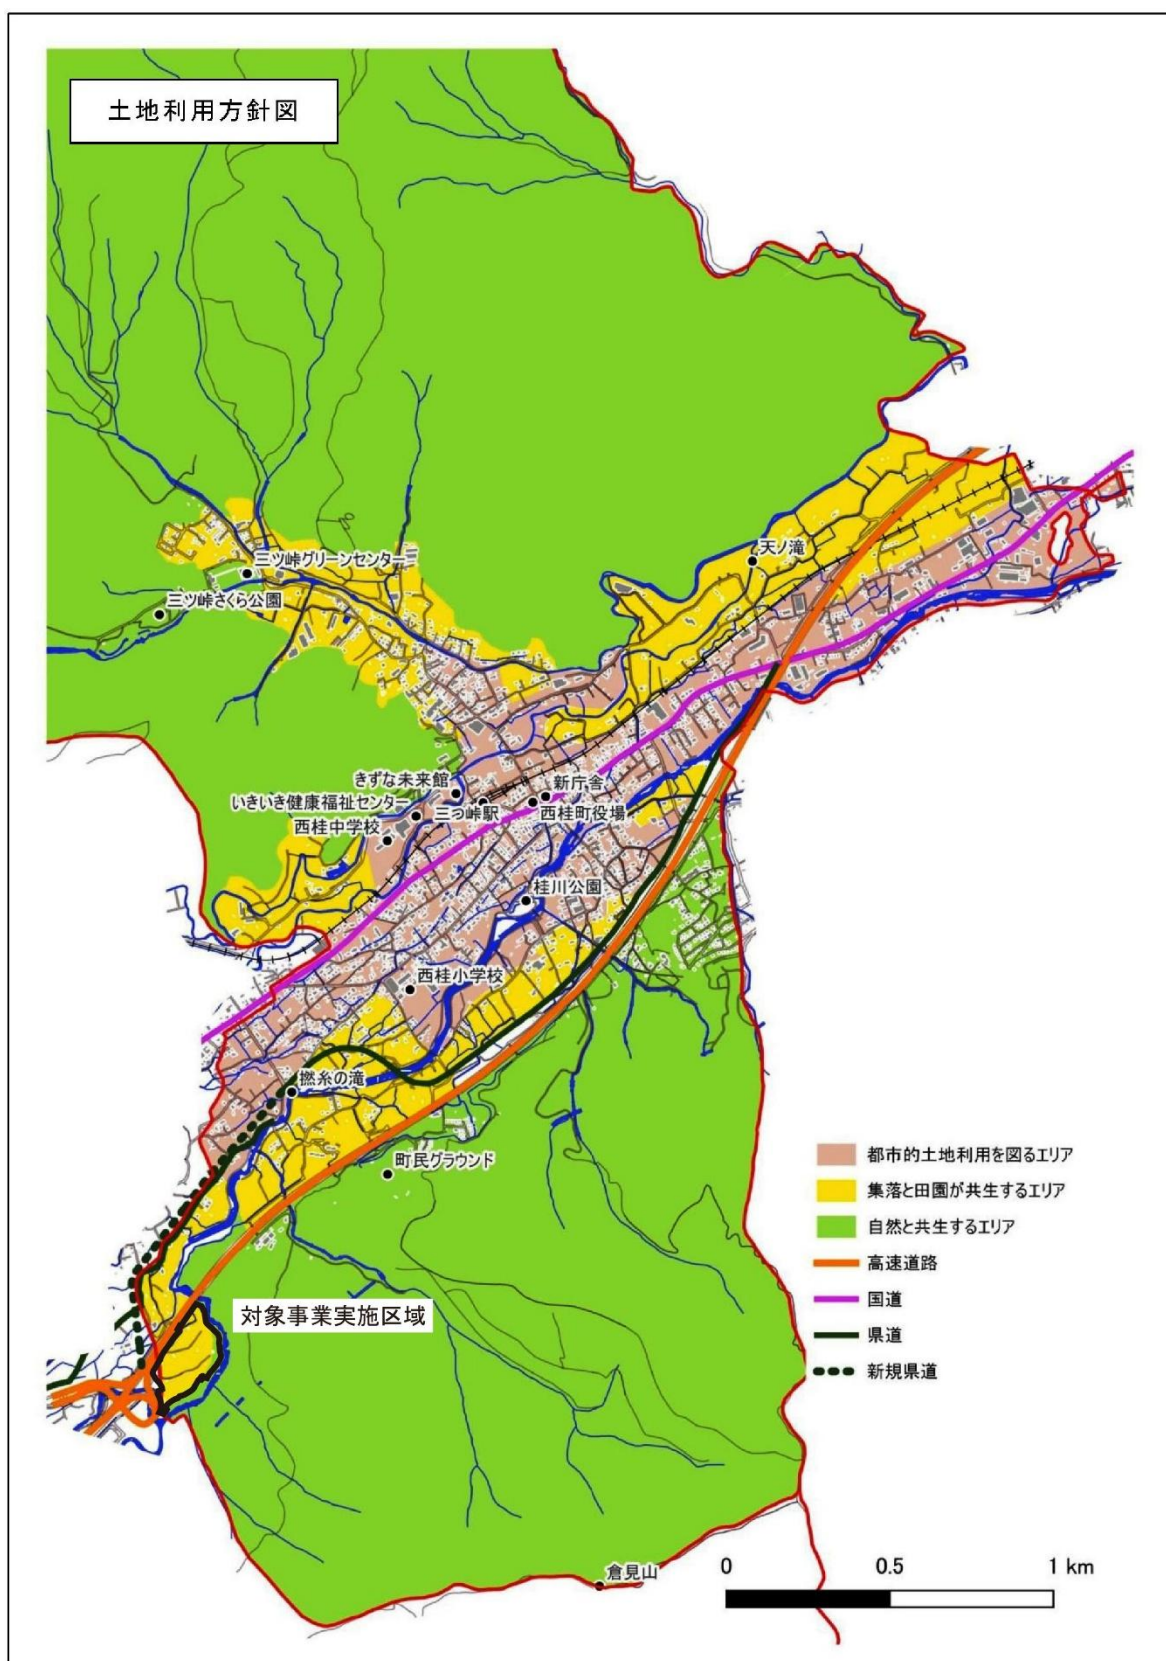 土地利用方針図
天ノ滝
三ツ峠グリーンセンター
三ツ峠さくら公園
きずな未来館
新庁舎
いきいき健康福祉センター
三つ峠駅
西桂町役場
西桂中学校
桂川公園
西桂小学校
撚糸の滝
町民グラウンド
対象事業実施区域
倉見山
都市的土地利用を図るエリア
集落と田園が共生するエリア
自然と共生するエリア
高速道路
国道
県道
新規県道
0 0.5 1 km